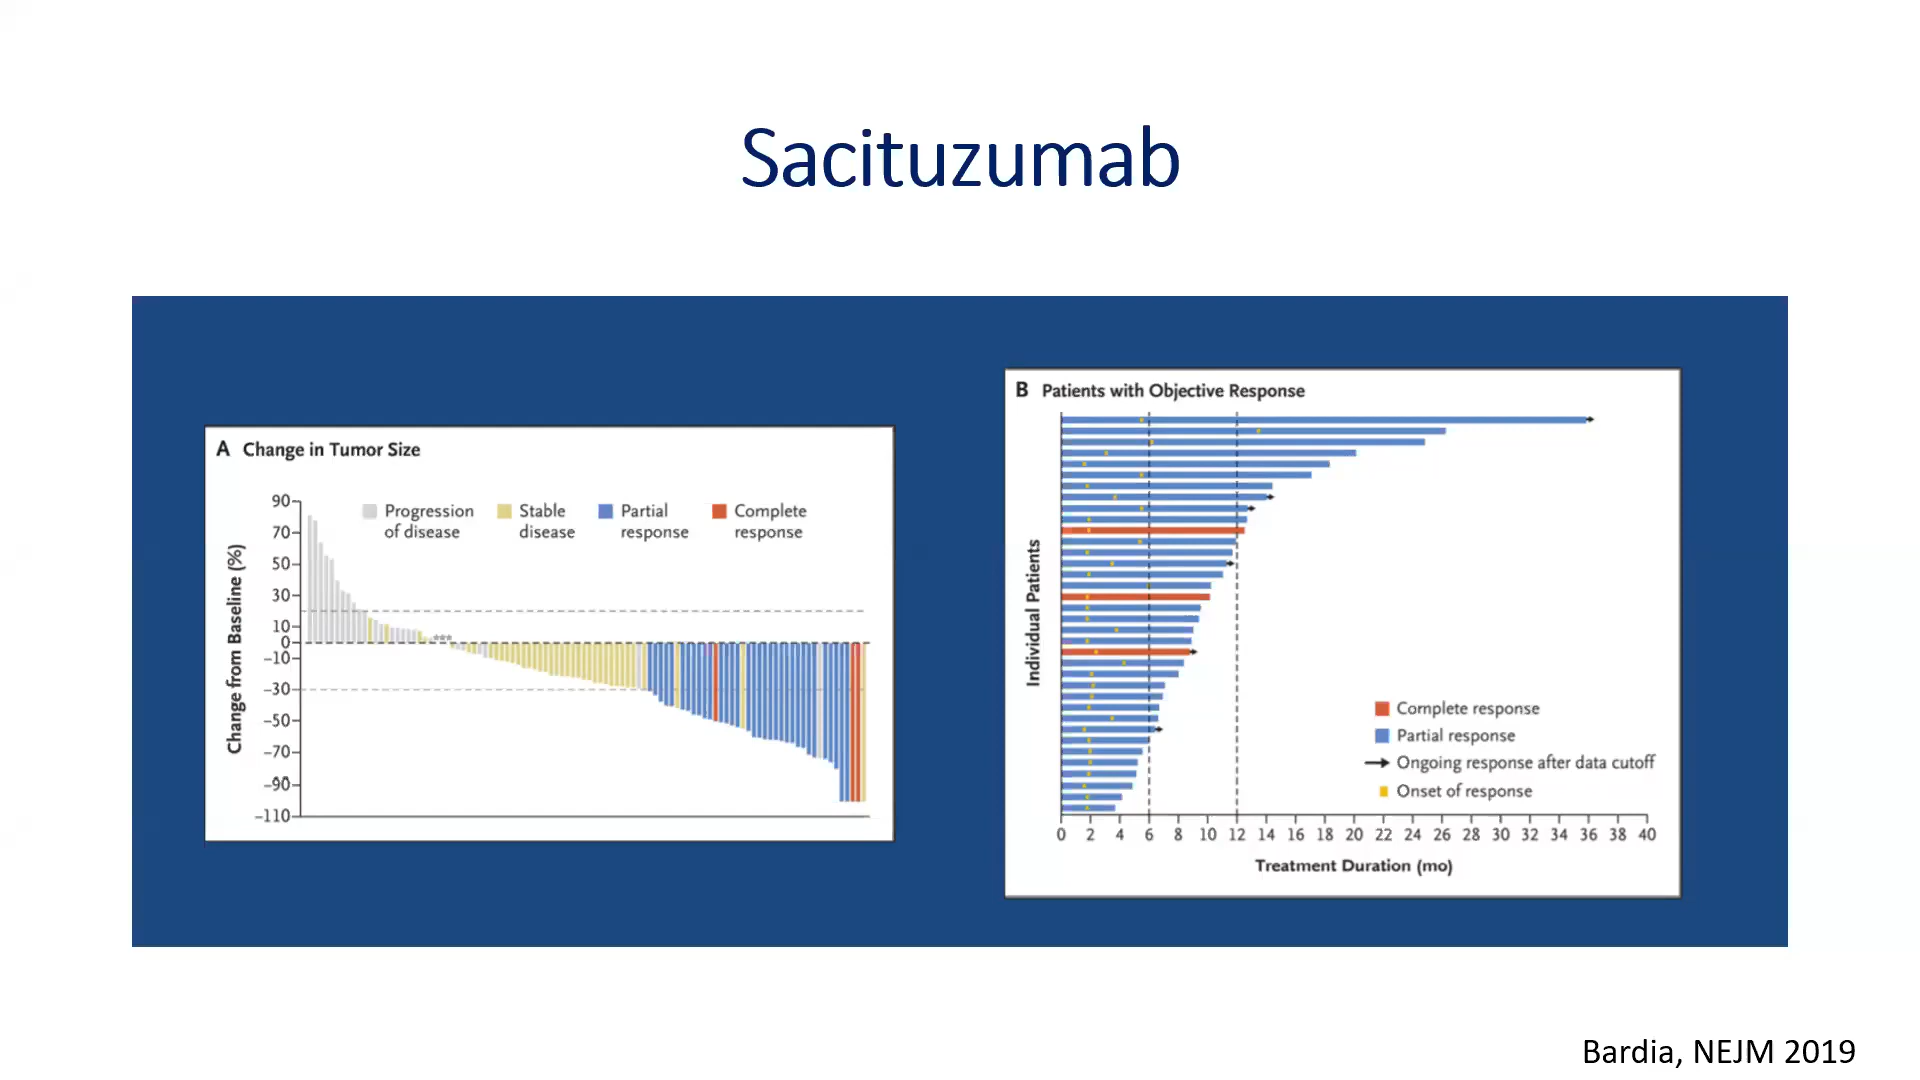 Sacituzumab
A Change in Tumor Size
Progression of disease
Stable disease
Partial response
Complete response
Change from Baseline (%)
90
70
50
30
10
0
-10
-30
-50
-70
-90
-110
***
B Patients with Objective Response
Individual Patients
Complete response
Partial response
Ongoing response after data cutoff
Onset of response
0 2 4 6 8 10 12 14 16 18 20 22 24 26 28 30 32 34 36 38 40
Treatment Duration (mo)
Bardia, NEJM 2019